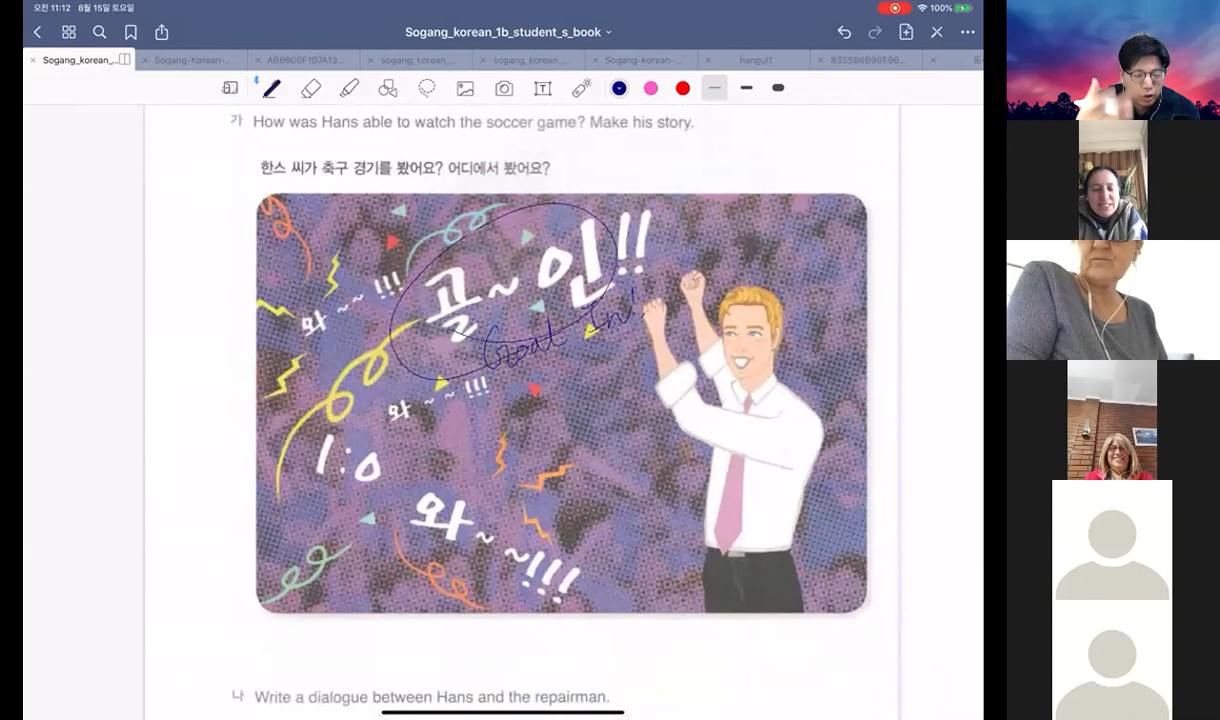 오전 11:12 8월 15일 토요일
100%
Sogang_korean_1b_student_s_book
Sogang_korean_...
Sogang-Korean-...
AB6800F1B7A13...
sogang_korean_...
sogang_korean_...
Sogang-Korean-...
hangul1
835586B96E96...
가 How was Hans able to watch the soccer game? Make his story.
한스 씨가 축구 경기를 봤어요? 어디에서 봤어요?
골~인!!
와~~!!!
Goal In!
와~~!!!
1:0
와~~!!!
나 Write a dialogue between Hans and the repairman.